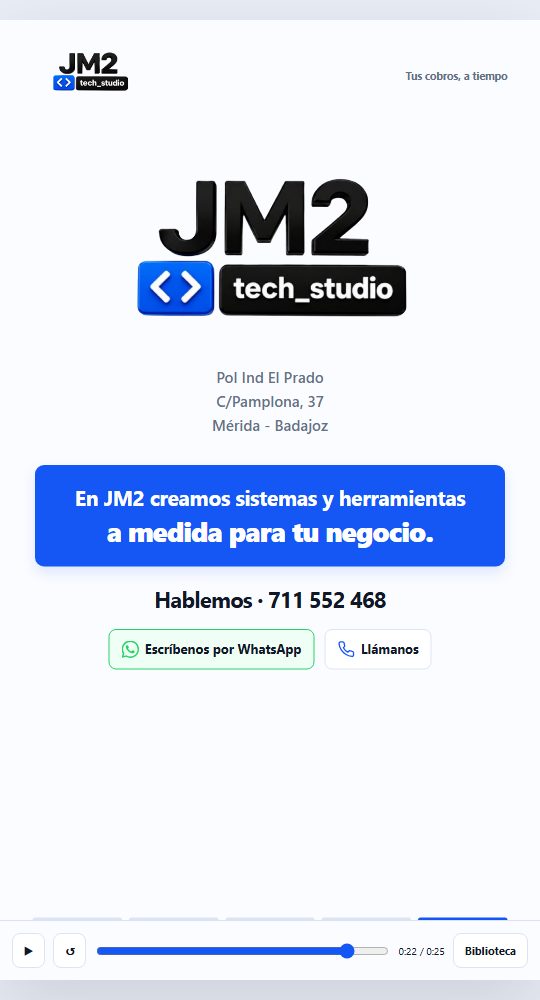 JM2
<> tech_studio
Tus cobros, a tiempo
JM2
<> tech_studio
Pol Ind El Prado
C/Pamplona, 37
Mérida - Badajoz
En JM2 creamos sistemas y herramientas
a medida para tu negocio.
Hablemos · 711 552 468
Escríbenos por WhatsApp
Llámanos
0:22 / 0:25
Biblioteca